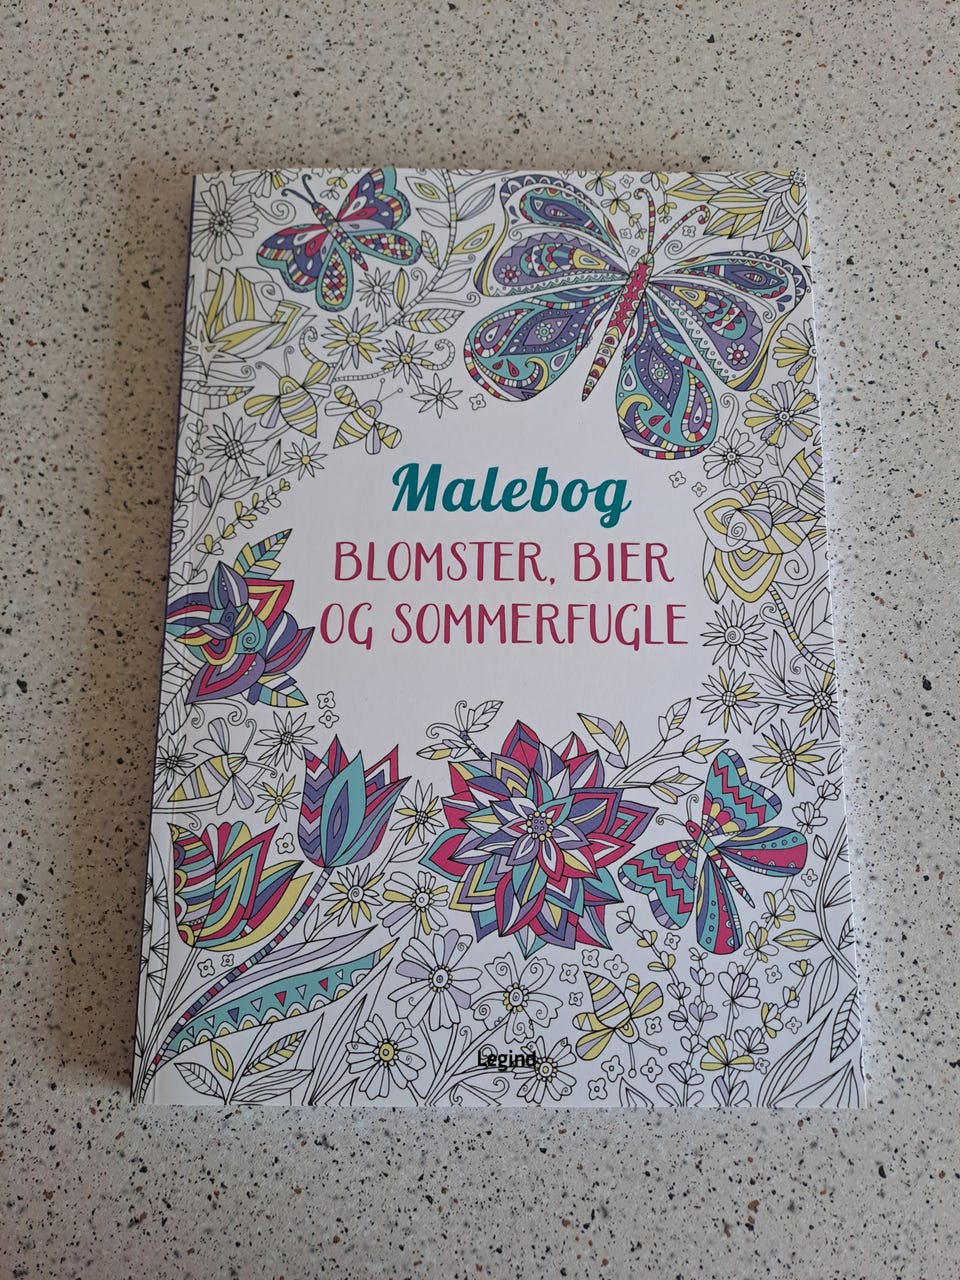 Malebog
BLOMSTER, BIER
OG SOMMERFUGLE
Legind